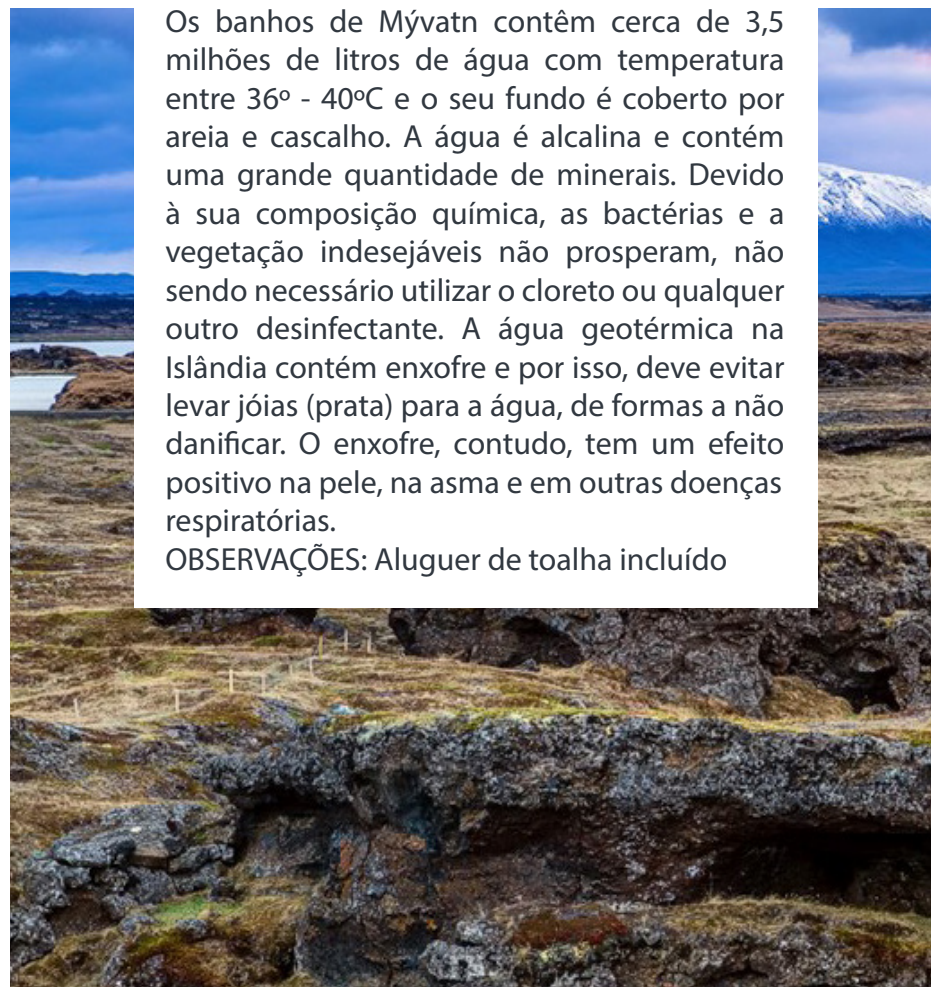 Os banhos de Mývatn contêm cerca de 3,5
milhões de litros de água com temperatura
entre 36º - 40ºC e o seu fundo é coberto por
areia e cascalho. A água é alcalina e contém
uma grande quantidade de minerais. Devido
à sua composição química, as bactérias e a
vegetação indesejáveis não prosperam, não
sendo necessário utilizar o cloreto ou qualquer
outro desinfectante. A água geotérmica na
Islândia contém enxofre e por isso, deve evitar
levar jóias (prata) para a água, de formas a não
danificar. O enxofre, contudo, tem um efeito
positivo na pele, na asma e em outras doenças
respiratórias.
OBSERVAÇÕES: Aluguer de toalha incluído